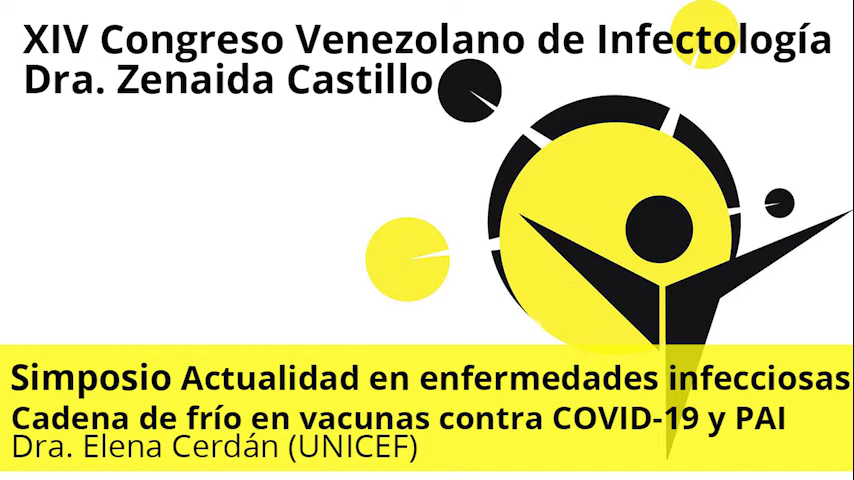 XIV Congreso Venezolano de Infectología
Dra. Zenaida Castillo
Simposio Actualidad en enfermedades infecciosas
Cadena de frío en vacunas contra COVID-19 y PAI
Dra. Elena Cerdán (UNICEF)